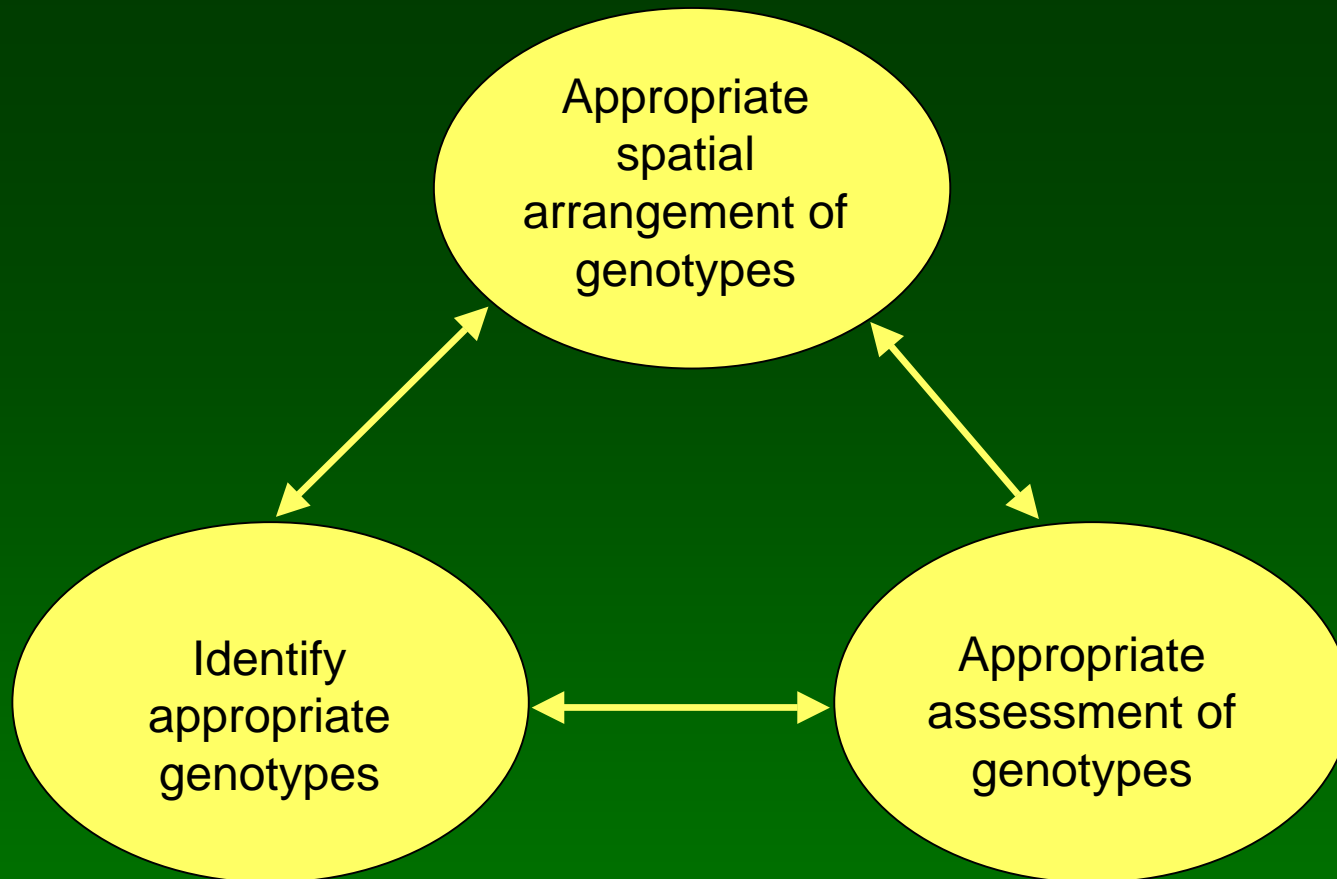 Appropriate
spatial
arrangement of
genotypes
Identify
appropriate
genotypes
Appropriate
assessment of
genotypes